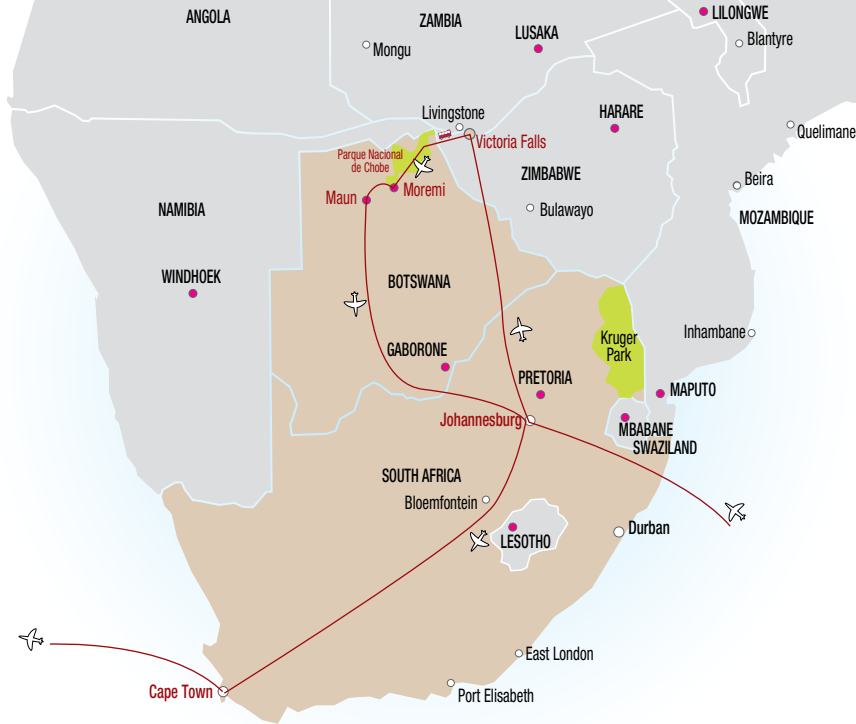 ANGOLA
ZAMBIA
LILONGWE
LUSAKA
Blantyre
Mongu
Livingstone
HARARE
Quelimane
Victoria Falls
Parque Nacional
de Chobe
ZIMBABWE
Beira
Moremi
Maun
NAMIBIA
Bulawayo
MOZAMBIQUE
WINDHOEK
BOTSWANA
Inhambane
Kruger
Park
GABORONE
PRETORIA
MAPUTO
Johannesburg
MBABANE
SWAZILAND
SOUTH AFRICA
Bloemfontein
Durban
LESOTHO
East London
Cape Town
Port Elisabeth